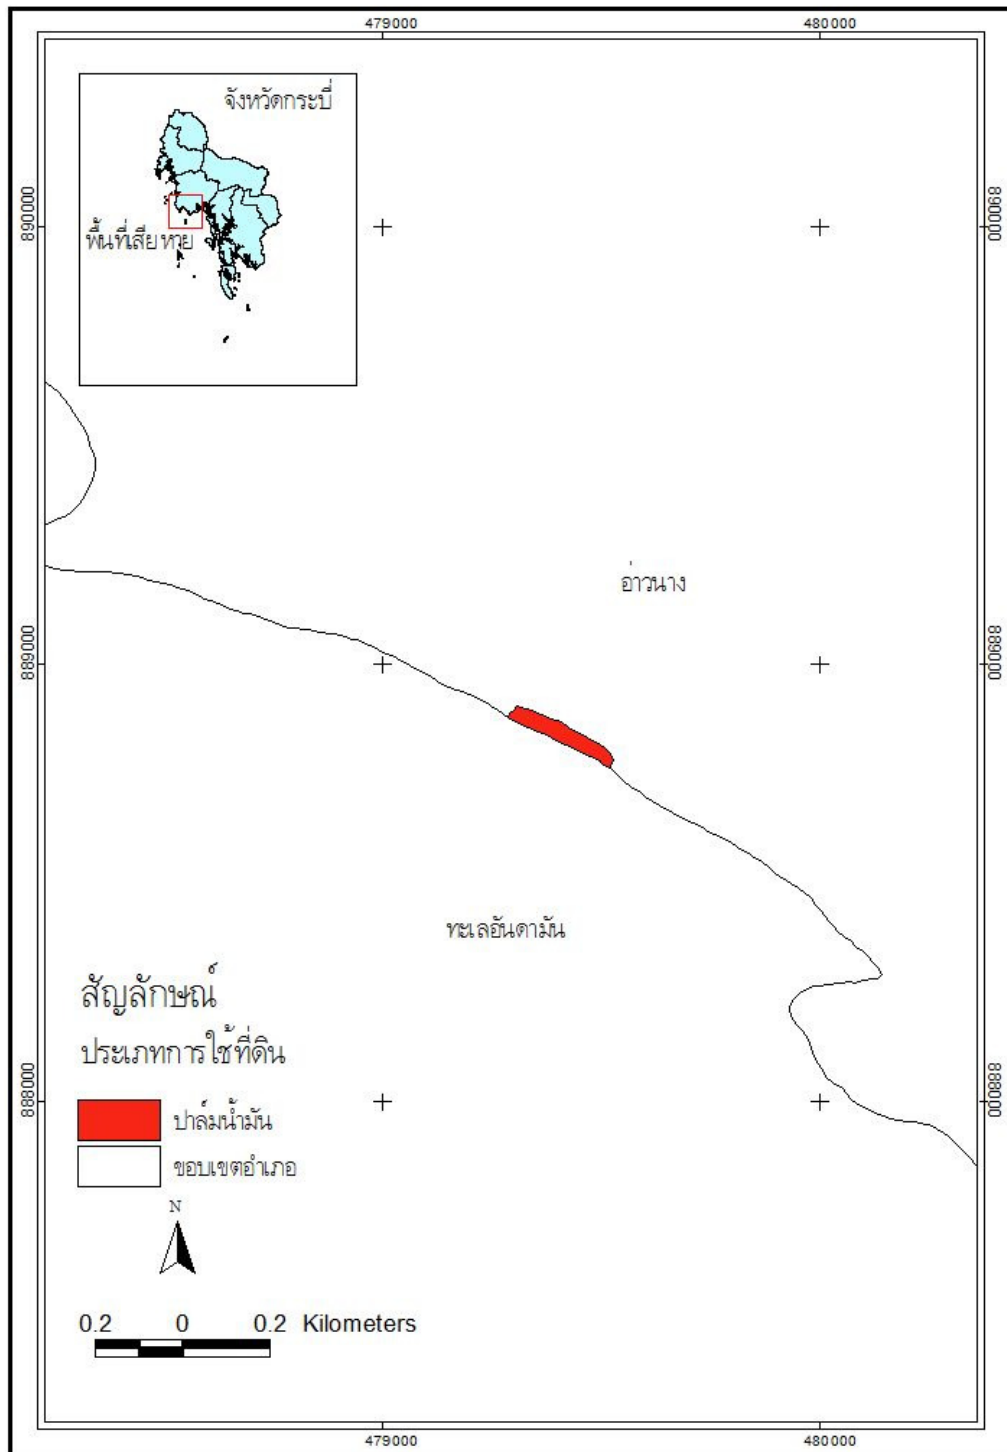 479000
480000
จังหวัดกระบี่
พื้นที่เสียหาย
890000
890000
อ่าวนาง
889000
889000
ทะเลอันดามัน
สัญลักษณ์
ประเภทการใช้ที่ดิน
888000
888000
ปาล์มน้ำมัน
ขอบเขตอำเภอ
N
0.2 0 0.2 Kilometers
479000
480000